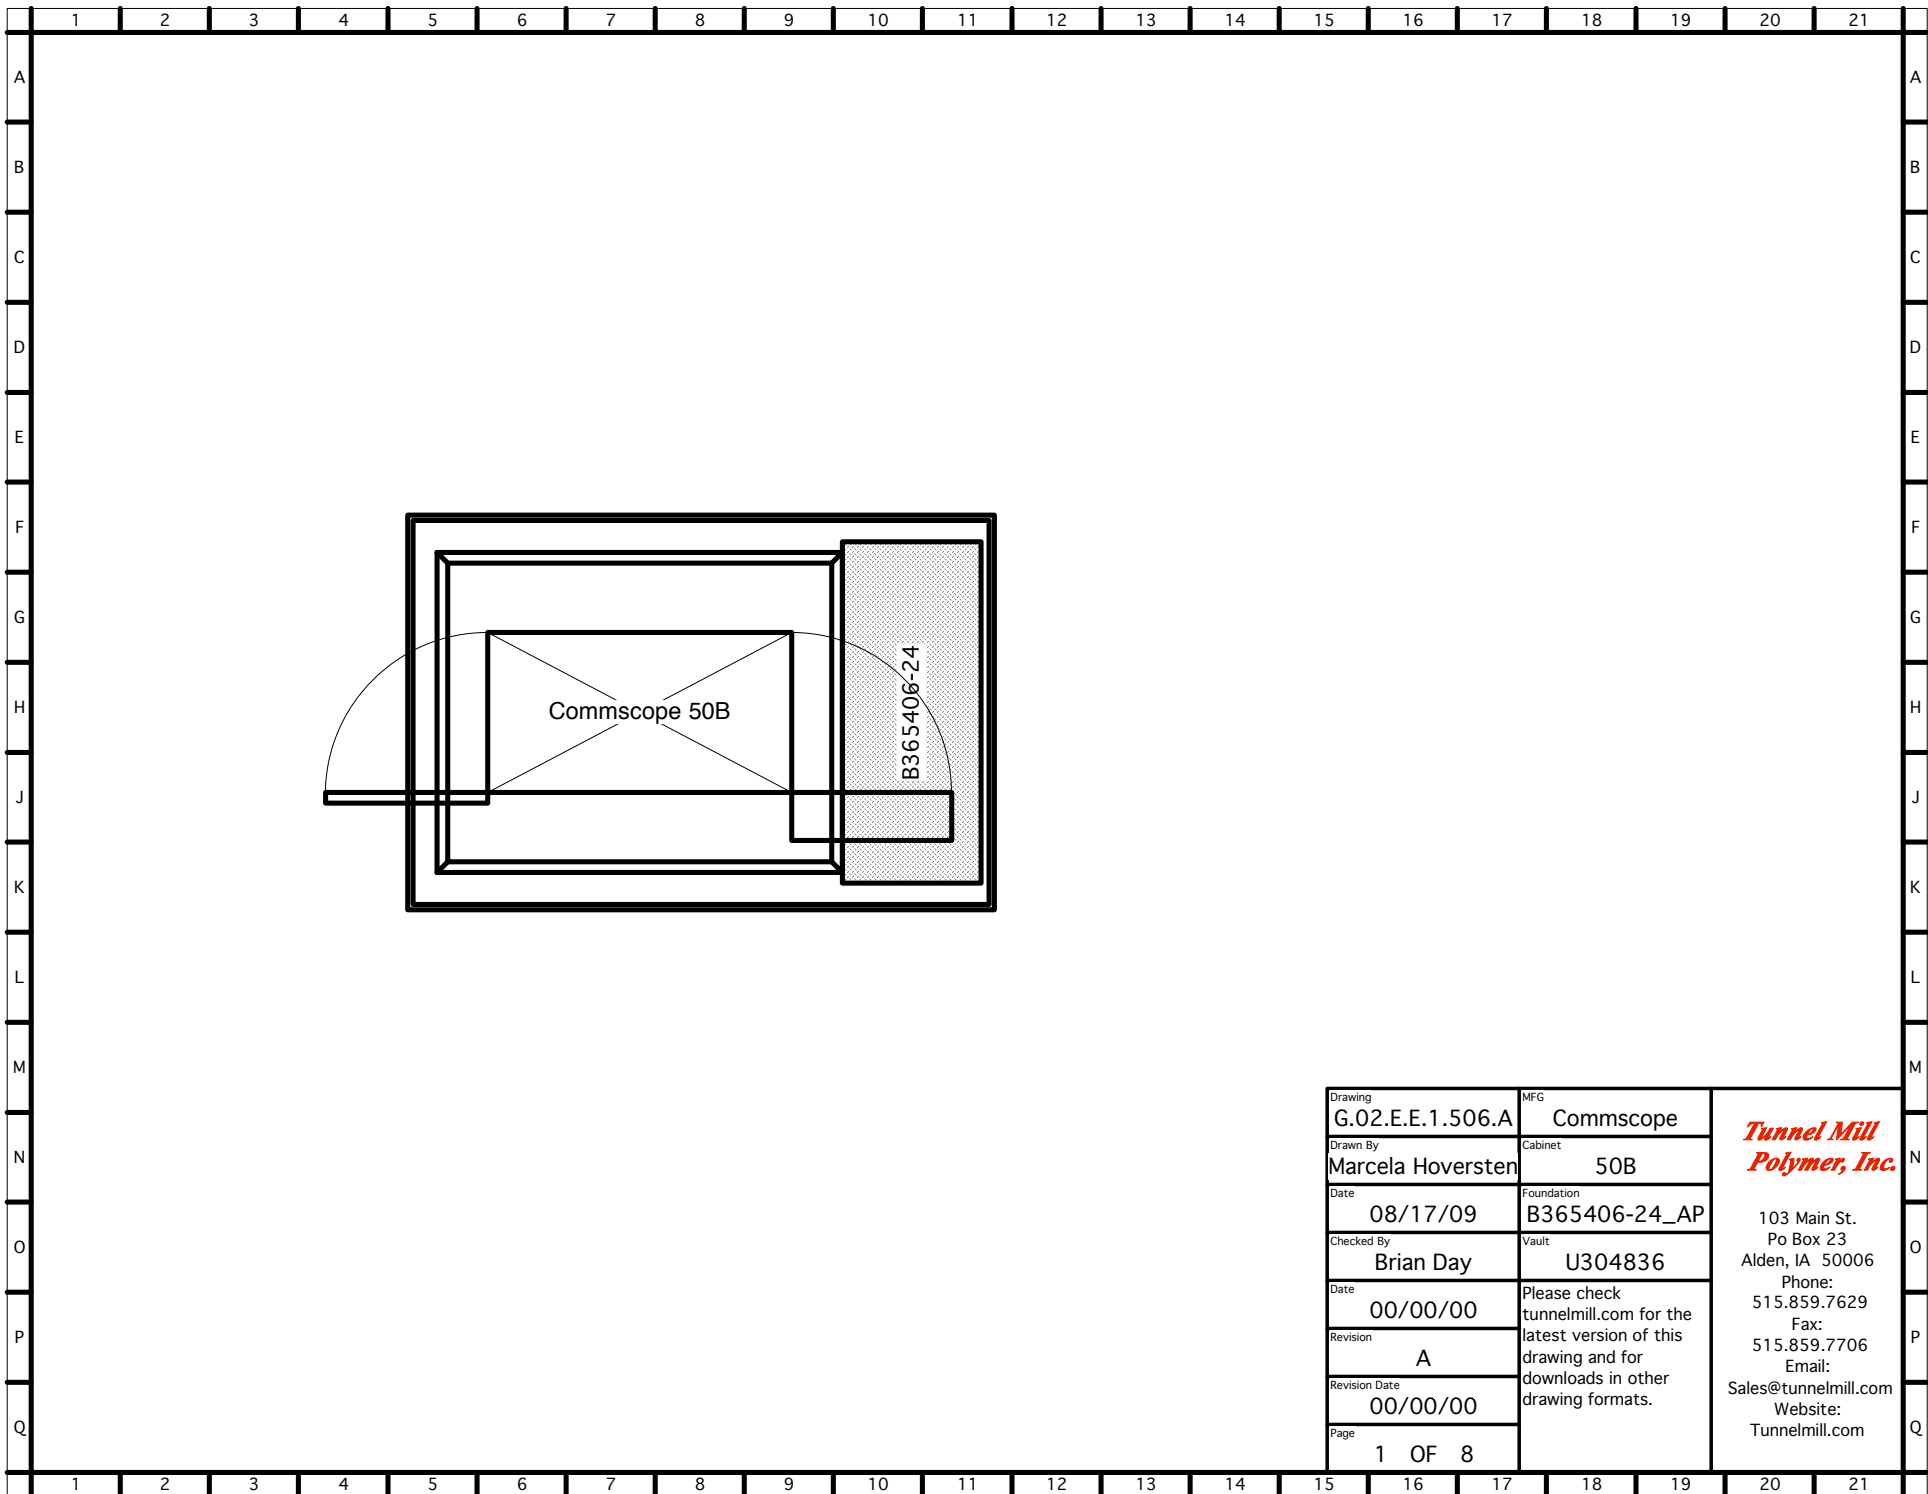 1 2 3 4 5 6 7 8 9 10 11 12 13 14 15 16 17 18 19 20 21
A A
B B
C C
D D
E E
F F
G G
H H
J J
K K
L L
M M
N N
O O
P P
Q Q
Commscope 50B
B365406-24
Drawing
G.02.E.E.1.506.A
MFG
Commscope
Drawn By
Marcela Hoversten
Cabinet
50B
Date
08/17/09
Foundation
B365406-24_AP
Checked By
Brian Day
Vault
U304836
Date
00/00/00
Revision
A
Revision Date
00/00/00
Page
1 OF 8
Please check
tunnelmill.com for the
latest version of this
drawing and for
downloads in other
drawing formats.
Tunnel Mill
Polymer, Inc.
103 Main St.
Po Box 23
Alden, IA 50006
Phone:
515.859.7629
Fax:
515.859.7706
Email:
Sales@tunnelmill.com
Website:
Tunnelmill.com
1 2 3 4 5 6 7 8 9 10 11 12 13 14 15 16 17 18 19 20 21